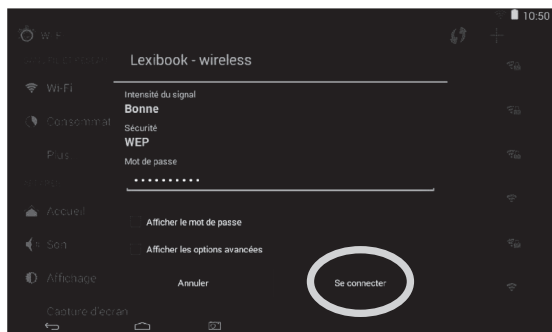 10:50
Wi-Fi
Lexibook - wireless
Wi-Fi
Intensité du signal
Bonne
Consommat
Sécurité
WEP
Plus...
Mot de passe
••••••••••
Accueil
Afficher le mot de passe
Son
Afficher les options avancées
Affichage
Annuler
Se connecter
Capture d'écran